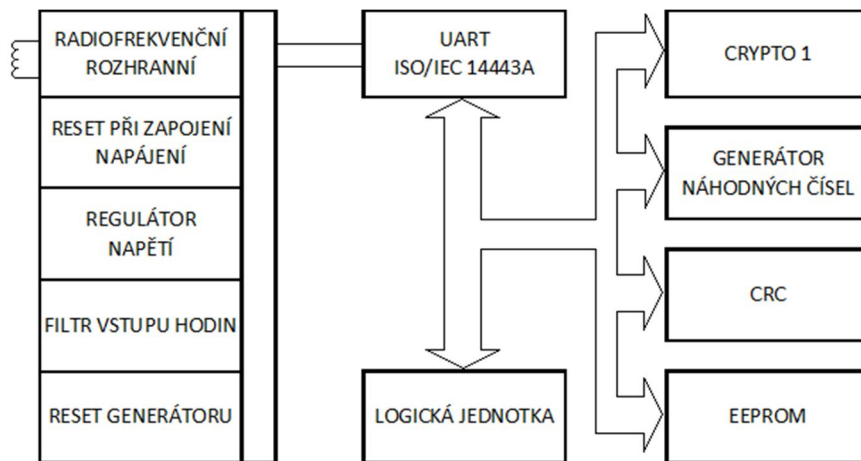 RADIOFREKVENČNÍ
ROZHRANNÍ
RESET PŘI ZAPOJENÍ
NAPÁJENÍ
REGULÁTOR
NAPĚTÍ
FILTR VSTUPU HODIN
RESET GENERÁTORU
UART
ISO/IEC 14443A
LOGICKÁ JEDNOTKA
CRYPTO 1
GENERÁTOR
NÁHODNÝCH ČÍSEL
CRC
EEPROM